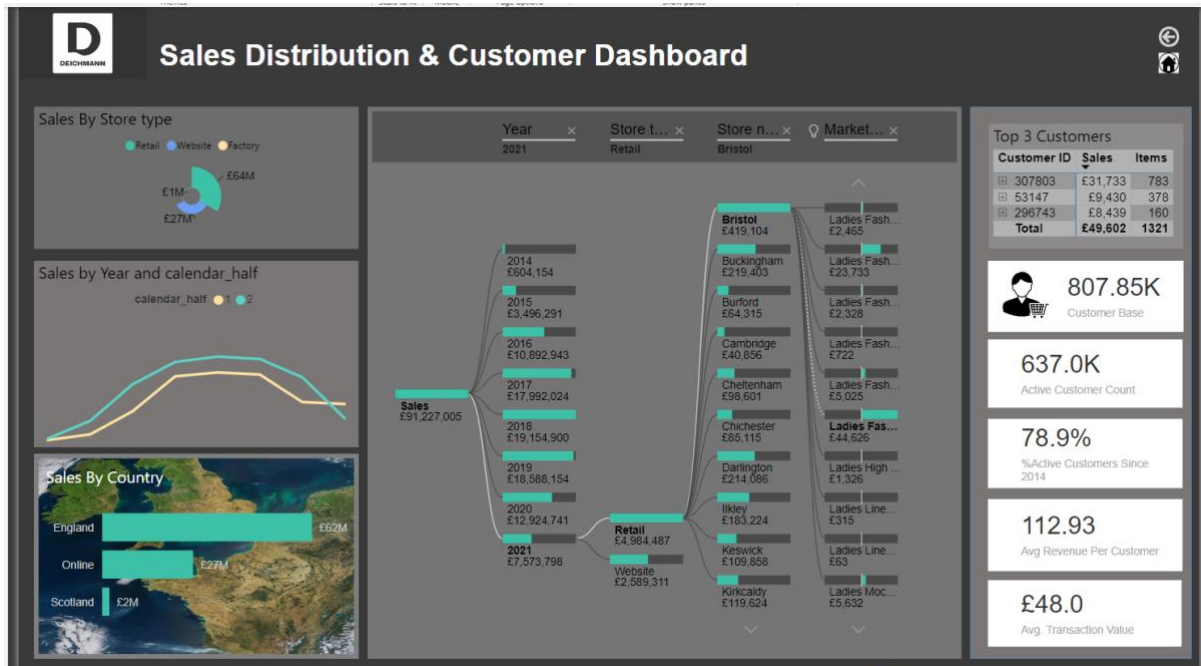 D
DEICHMANN
Sales Distribution & Customer Dashboard
Sales By Store type
Retail Website Factory
£64M
£1M
£27M
Sales by Year and calendar_half
calendar_half 1 2
Sales By Country
England £62M
Online £27M
Scotland £2M
Year × Store t... × Store n... × Market... ×
2021 Retail Bristol
Sales
£91,227,005
2014
£604,154
2015
£3,496,291
2016
£10,892,943
2017
£17,992,024
2018
£19,154,900
2019
£18,588,154
2020
£12,924,741
2021
£7,573,798
Retail
£4,984,487
Website
£2,589,311
Bristol
£419,104
Buckingham
£219,403
Burford
£64,315
Cambridge
£40,856
Cheltenham
£98,601
Chichester
£85,115
Darlington
£214,086
Ilkley
£183,224
Keswick
£109,858
Kirkcaldy
£119,624
Ladies Fash...
£2,465
Ladies Fash...
£23,733
Ladies Fash...
£2,328
Ladies Fash...
£722
Ladies Fash...
£5,025
Ladies Fas...
£44,626
Ladies High ...
£1,326
Ladies Line...
£315
Ladies Line...
£63
Ladies Moc...
£5,632
Top 3 Customers
Customer ID Sales Items
307803 £31,733 783
53147 £9,430 378
296743 £8,439 160
Total £49,602 1321
807.85K
Customer Base
637.0K
Active Customer Count
78.9%
%Active Customers Since
2014
112.93
Avg Revenue Per Customer
£48.0
Avg. Transaction Value